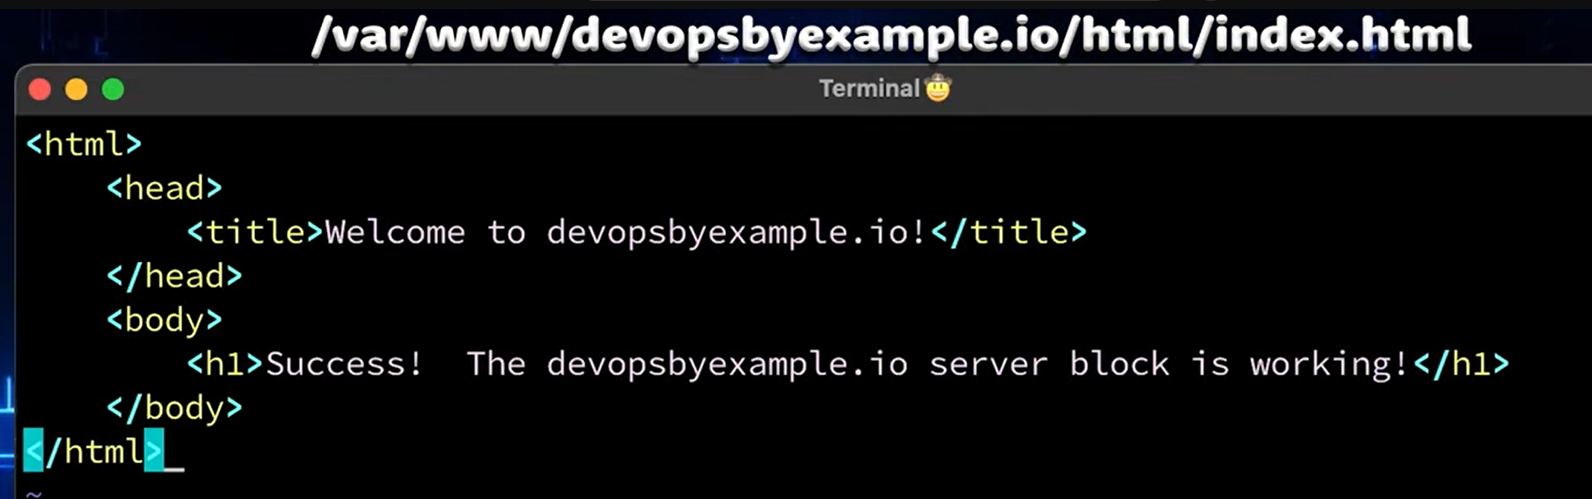 /var/www/devopsbyexample.io/html/index.html
Terminal🤠
<html>
    <head>
        <title>Welcome to devopsbyexample.io!</title>
    </head>
    <body>
        <h1>Success!  The devopsbyexample.io server block is working!</h1>
    </body>
</html>_
~